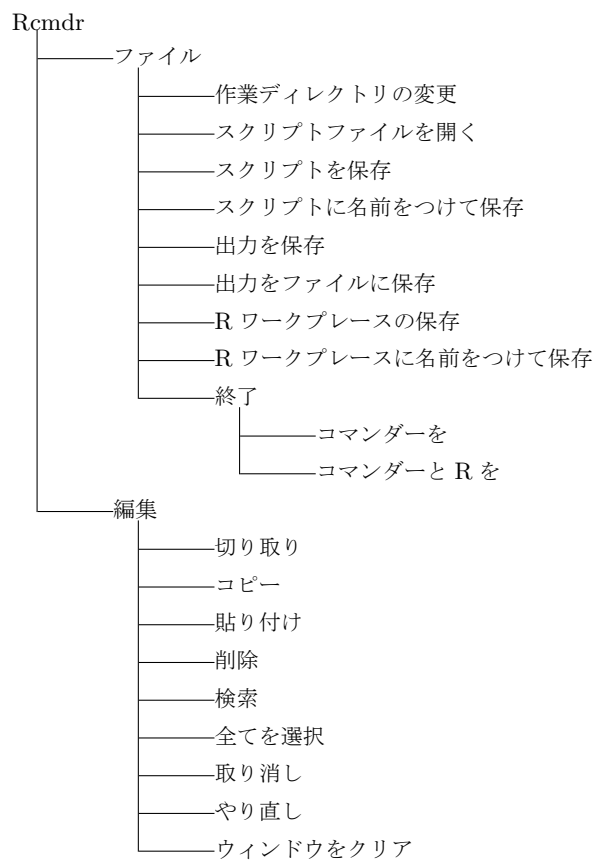 Rcmdr
ファイル
作業ディレクトリの変更
スクリプトファイルを開く
スクリプトを保存
スクリプトに名前をつけて保存
出力を保存
出力をファイルに保存
R ワークプレースの保存
R ワークプレースに名前をつけて保存
終了
コマンダーを
コマンダーと R を
編集
切り取り
コピー
貼り付け
削除
検索
全てを選択
取り消し
やり直し
ウィンドウをクリア